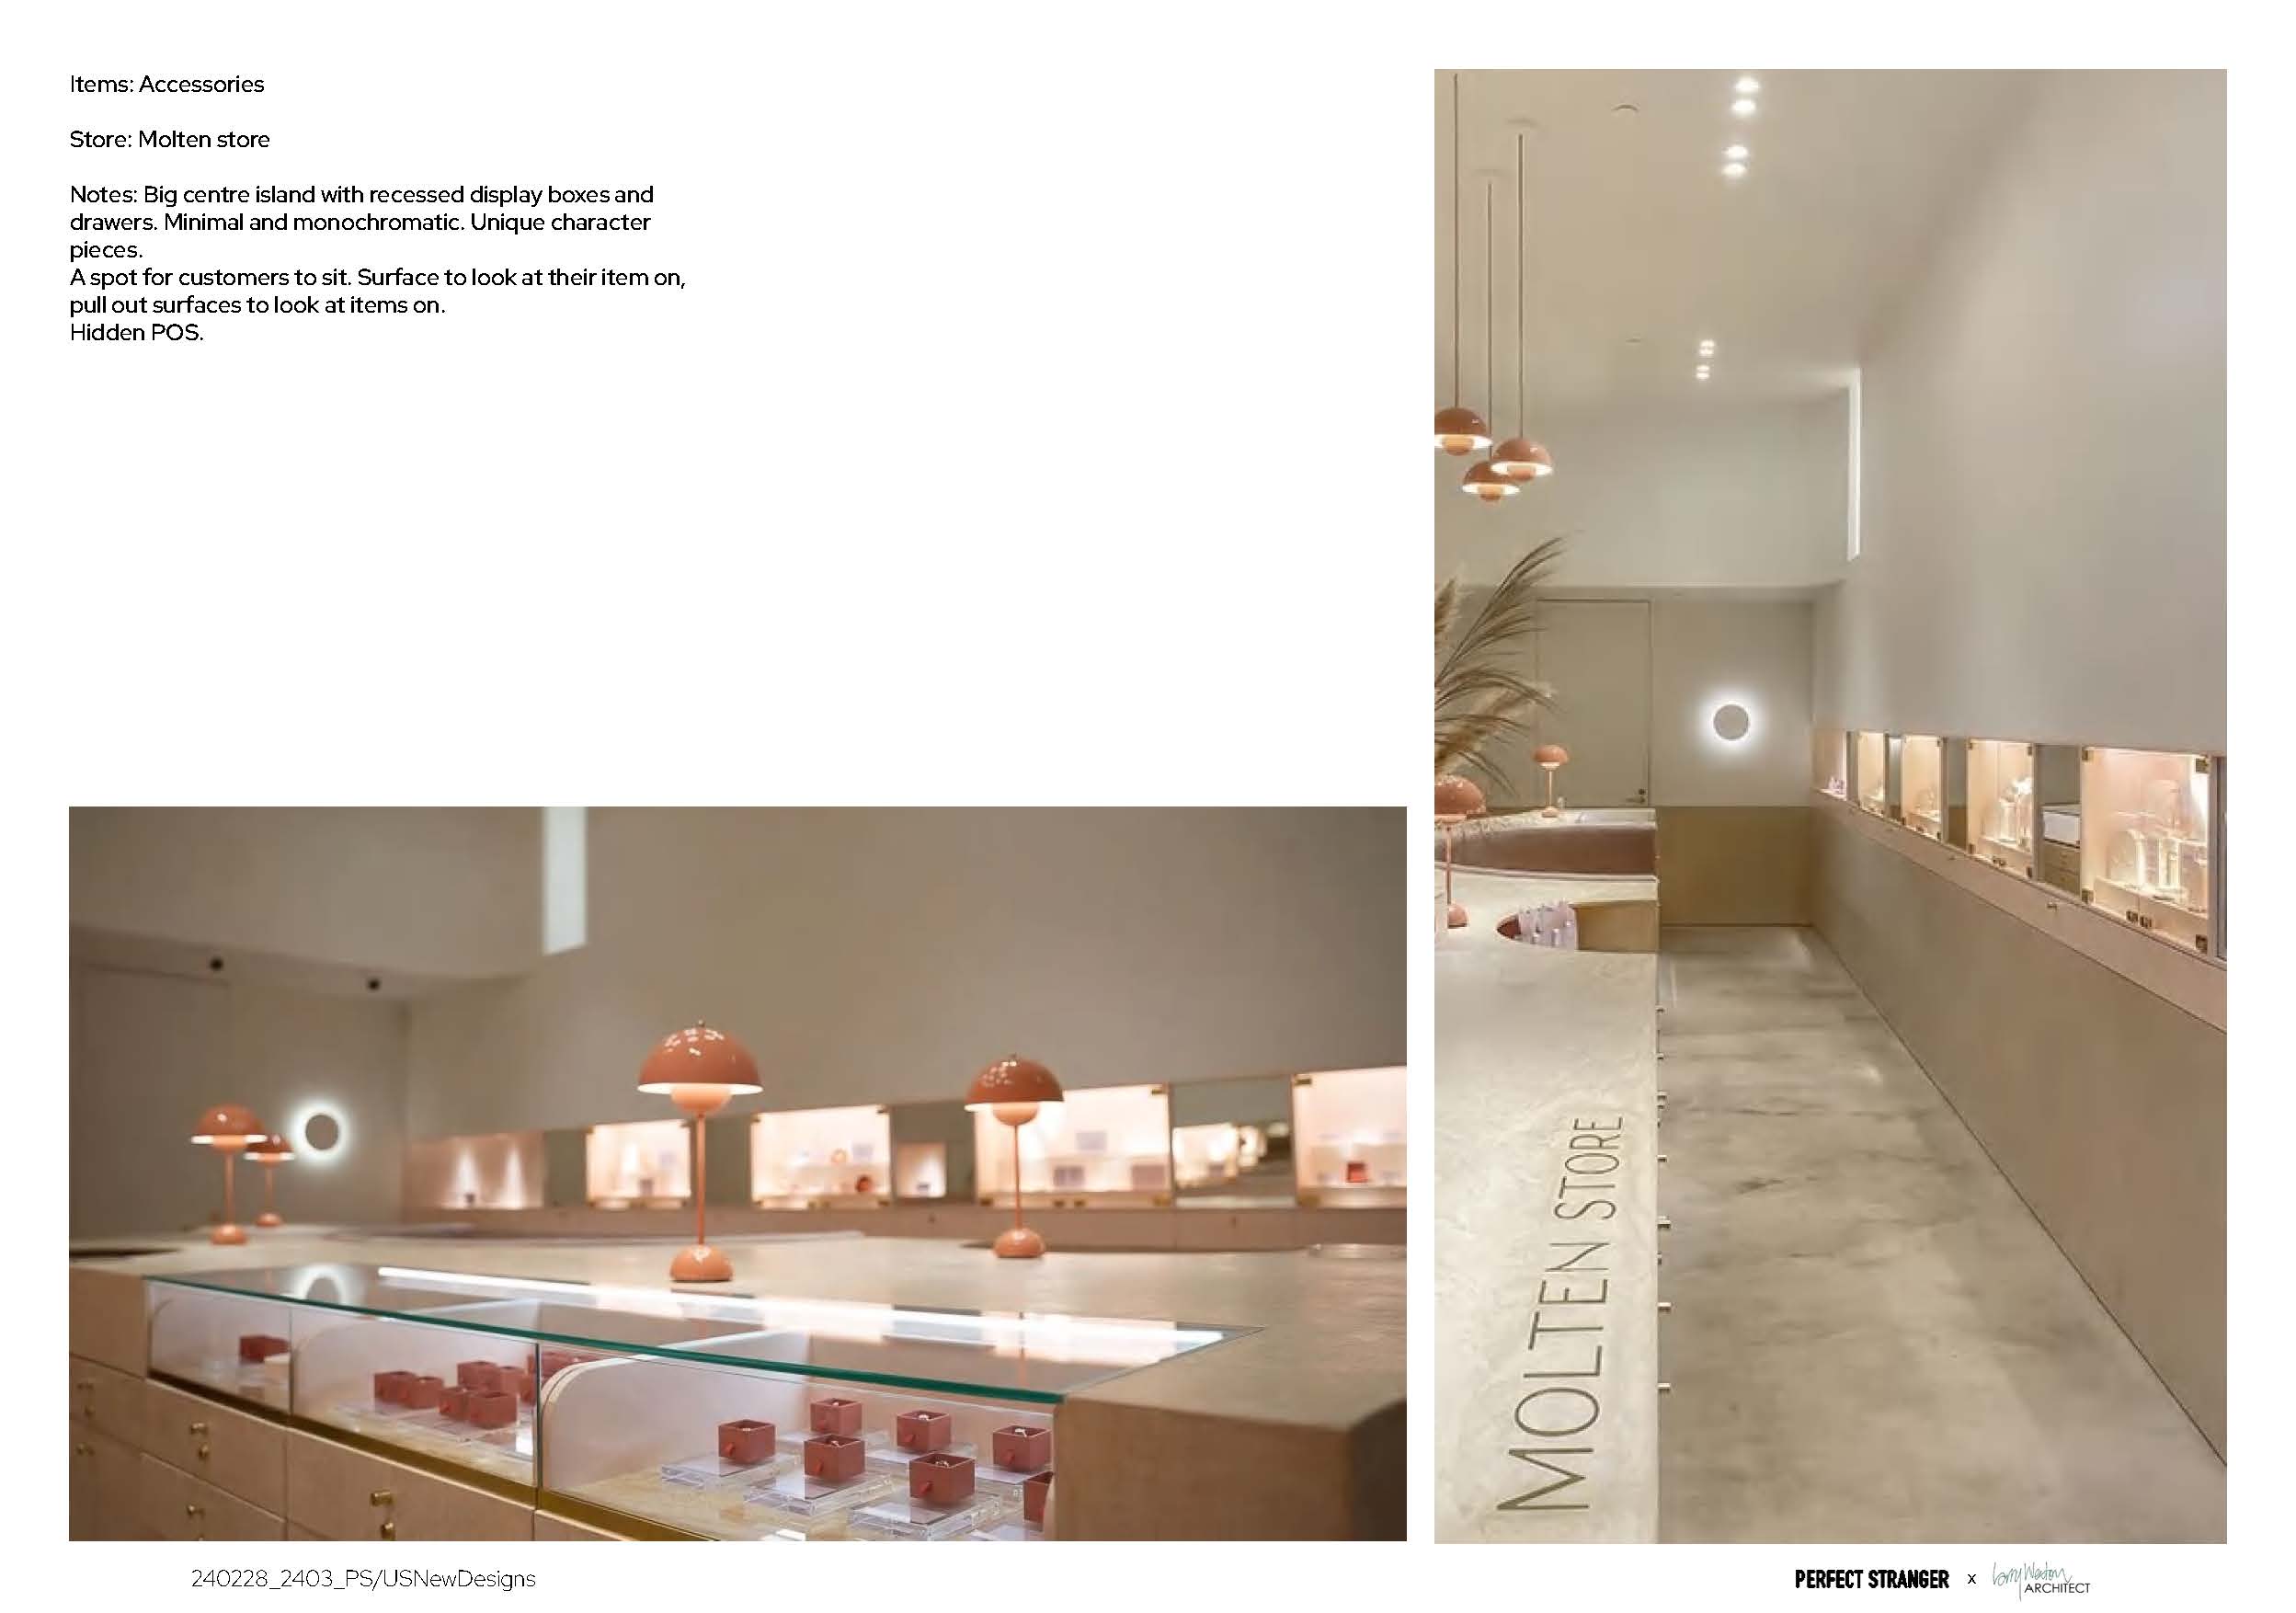 Items: Accessories
Store: Molten store
Notes: Big centre island with recessed display boxes and
drawers. Minimal and monochromatic. Unique character
pieces.
A spot for customers to sit. Surface to look at their item on,
pull out surfaces to look at items on.
Hidden POS.
MOLTEN STORE
240228_2403_PS/USNewDesigns
PERFECT STRANGER x
ARCHITECT